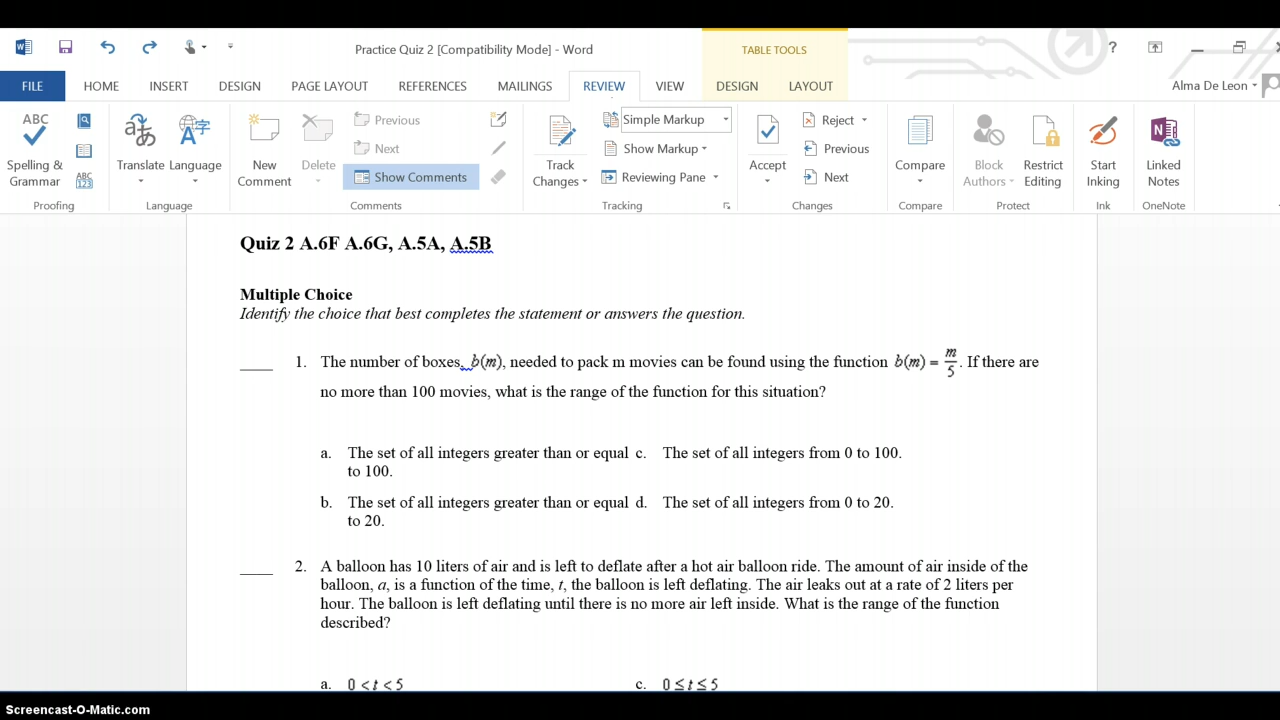 Practice Quiz 2 [Compatibility Mode] - Word
TABLE TOOLS
?
FILE HOME INSERT DESIGN PAGE LAYOUT REFERENCES MAILINGS REVIEW VIEW DESIGN LAYOUT Alma De Leon
ABC
Spelling & Grammar
ABC 123
Proofing
Translate Language
Language
New Comment
Delete
Previous
Next
Show Comments
Comments
Track Changes
Simple Markup
Show Markup
Reviewing Pane
Tracking
Accept
Reject
Previous
Next
Changes
Compare
Compare
Block Authors
Restrict Editing
Protect
Start Inking
Ink
Linked Notes
OneNote
Quiz 2 A.6F A.6G, A.5A, A.5B
Multiple Choice
Identify the choice that best completes the statement or answers the question.
____ 1. The number of boxes, b(m), needed to pack m movies can be found using the function b(m) = m/5. If there are
no more than 100 movies, what is the range of the function for this situation?
a. The set of all integers greater than or equal c. The set of all integers from 0 to 100.
to 100.
b. The set of all integers greater than or equal d. The set of all integers from 0 to 20.
to 20.
____ 2. A balloon has 10 liters of air and is left to deflate after a hot air balloon ride. The amount of air inside of the
balloon, a, is a function of the time, t, the balloon is left deflating. The air leaks out at a rate of 2 liters per
hour. The balloon is left deflating until there is no more air left inside. What is the range of the function
described?
a. 0 < t < 5 c. 0 ≤ t ≤ 5
Screencast-O-Matic.com